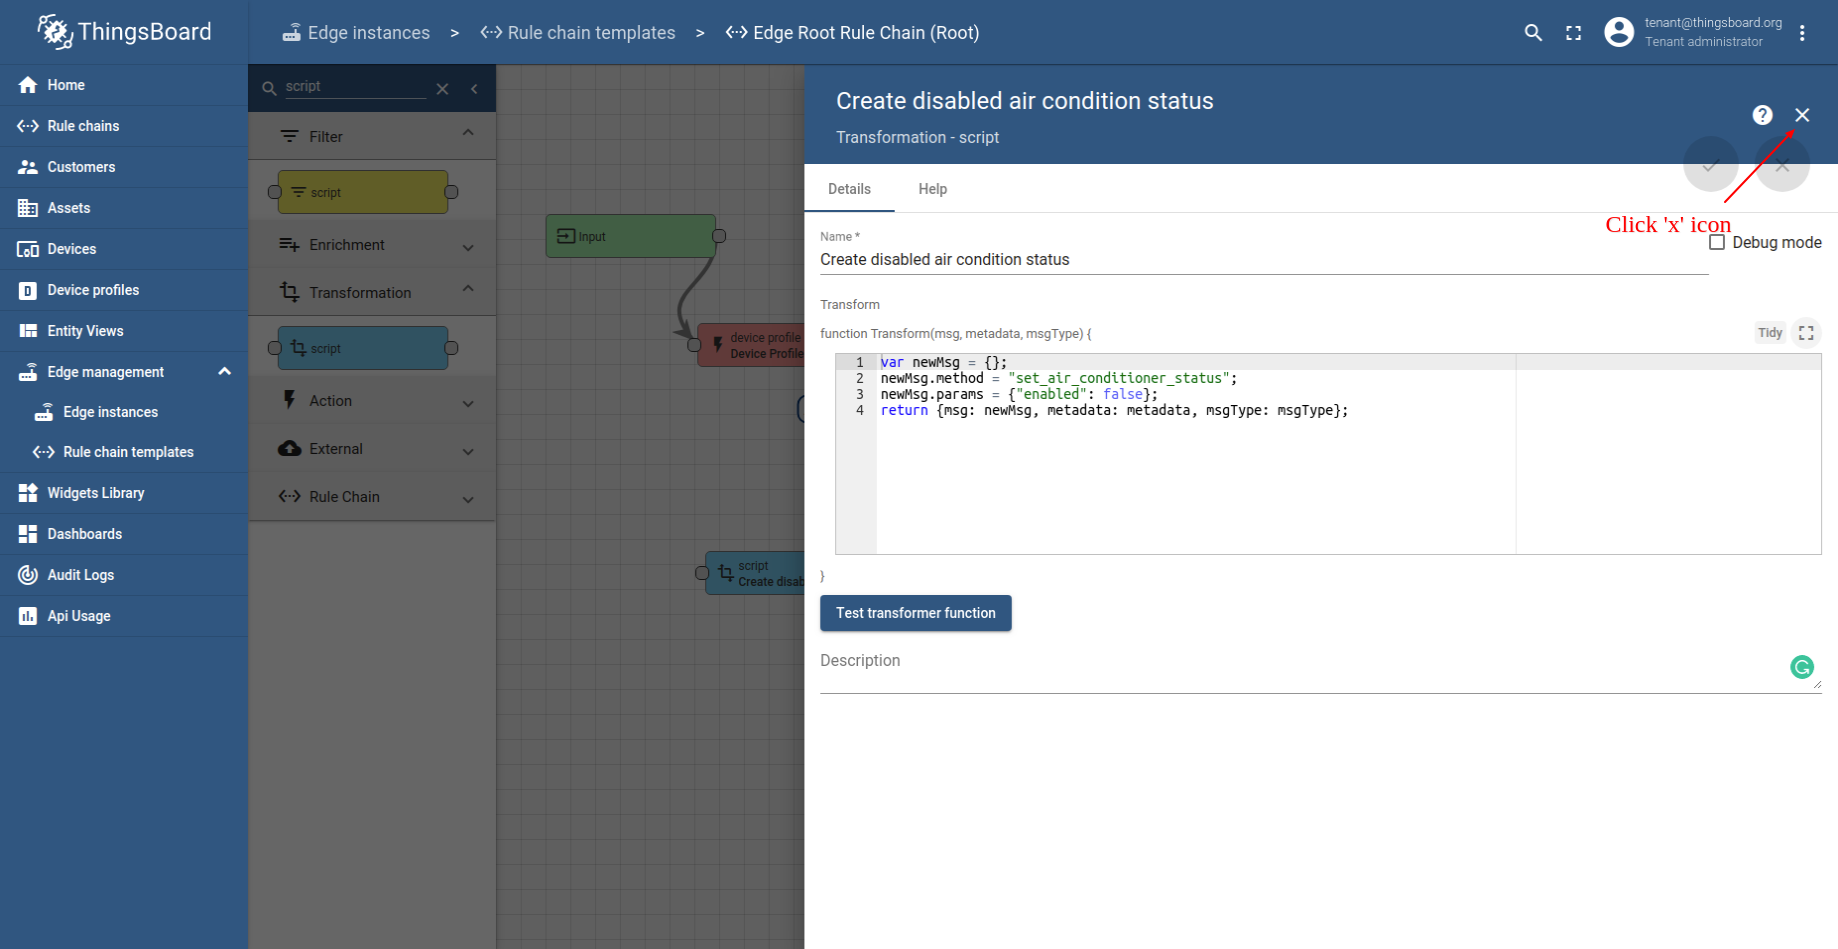 ThingsBoard
Edge instances > Rule chain templates > Edge Root Rule Chain (Root)
tenant@thingsboard.org
Tenant administrator
Home
Rule chains
Customers
Assets
Devices
Device profiles
Entity Views
Edge management
Edge instances
Rule chain templates
Widgets Library
Dashboards
Audit Logs
Api Usage
script
Filter
script
Enrichment
Transformation
script
Action
External
Rule Chain
Input
device profile
Device Profile
script
Create disab
Create disabled air condition status
Transformation - script
Details Help
Click 'x' icon
Name *
Create disabled air condition status
Debug mode
Transform
function Transform(msg, metadata, msgType) {
Tidy
1 var newMsg = {};
2 newMsg.method = "set_air_conditioner_status";
3 newMsg.params = {"enabled": false};
4 return {msg: newMsg, metadata: metadata, msgType: msgType};
}
Test transformer function
Description